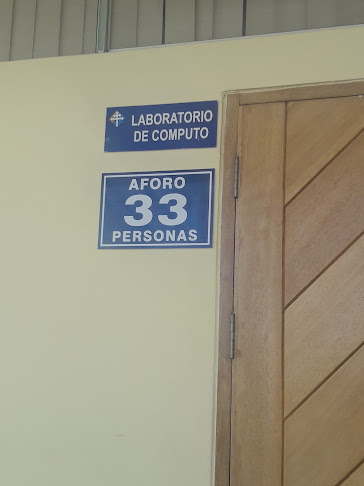 LABORATORIO
DE COMPUTO
AFORO
33
PERSONAS